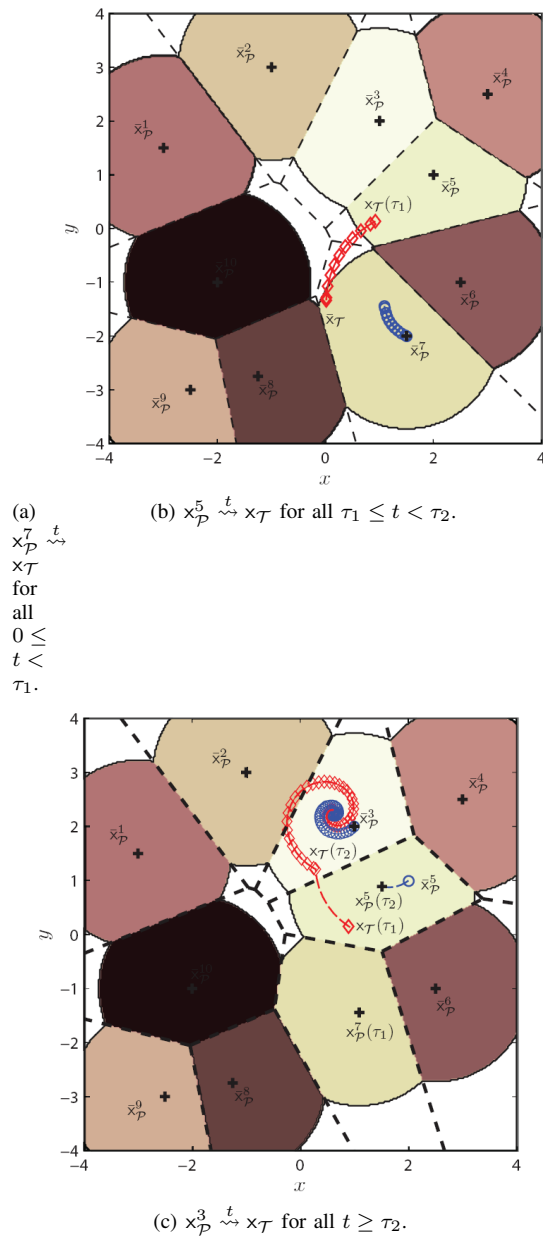 4
3
2
1
0
−1
−2
−3
−4
y
x̄²_P
x̄⁴_P
x̄³_P
x̄¹_P
x̄⁵_P
x_T(τ₁)
x̄¹⁰_P
x̄⁶_P
x̄_T
x̄⁷_P
x̄⁸_P
x̄⁹_P
−4 −2 0 2 4
x
(a)
x⁷_P ᵗ⇝
x_T
for
all
0 ≤
t <
τ₁.
(b) x⁵_P ᵗ⇝ x_T for all τ₁ ≤ t < τ₂.
4
3
2
1
0
−1
−2
−3
−4
y
x̄²_P
x̄⁴_P
x̄³_P
x̄¹_P
x_T(τ₂)
x̄⁵_P
x⁵_P(τ₂)
x_T(τ₁)
x̄¹⁰_P
x̄⁶_P
x⁷_P(τ₁)
x̄⁸_P
x̄⁹_P
−4 −2 0 2 4
x
(c) x³_P ᵗ⇝ x_T for all t ≥ τ₂.